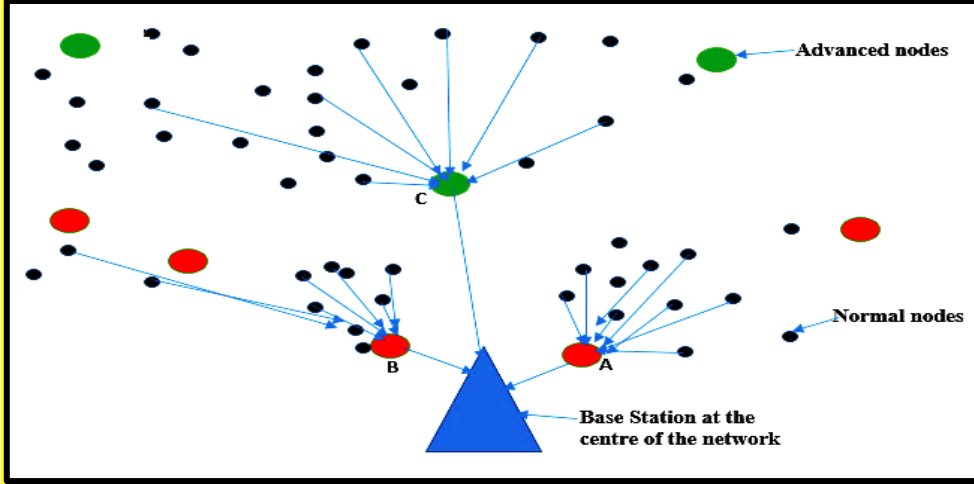 Advanced nodes
C
Normal nodes
B
A
Base Station at the
centre of the network